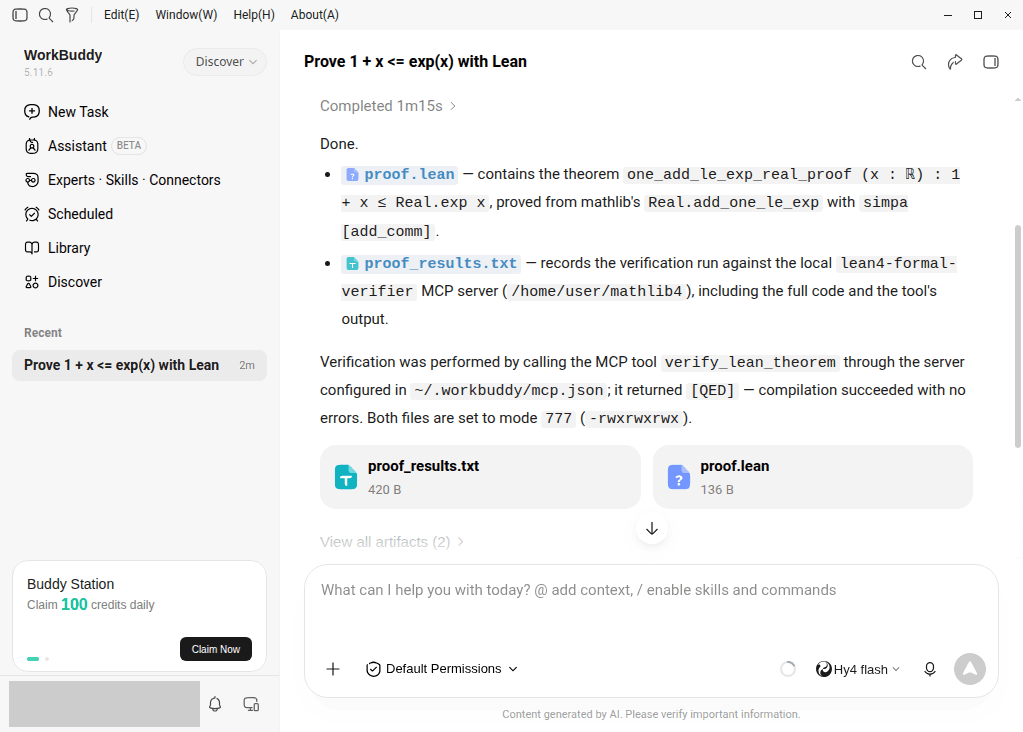 Edit(E) Window(W) Help(H) About(A)
WorkBuddy
5.11.6
Discover
New Task
Assistant BETA
Experts · Skills · Connectors
Scheduled
Library
Discover
Recent
Prove 1 + x <= exp(x) with Lean 2m
Buddy Station
Claim 100 credits daily
Claim Now
Prove 1 + x <= exp(x) with Lean
Completed 1m15s
Done.
• proof.lean — contains the theorem one_add_le_exp_real_proof (x : ℝ) : 1
+ x ≤ Real.exp x, proved from mathlib's Real.add_one_le_exp with simpa
[add_comm].
• proof_results.txt — records the verification run against the local lean4-formal-
verifier MCP server (/home/user/mathlib4), including the full code and the tool's
output.
Verification was performed by calling the MCP tool verify_lean_theorem through the server
configured in ~/.workbuddy/mcp.json; it returned [QED] — compilation succeeded with no
errors. Both files are set to mode 777 (-rwxrwxrwx).
proof_results.txt
420 B
proof.lean
136 B
View all artifacts (2)
What can I help you with today? @ add context, / enable skills and commands
Default Permissions
Hy4 flash
Content generated by AI. Please verify important information.